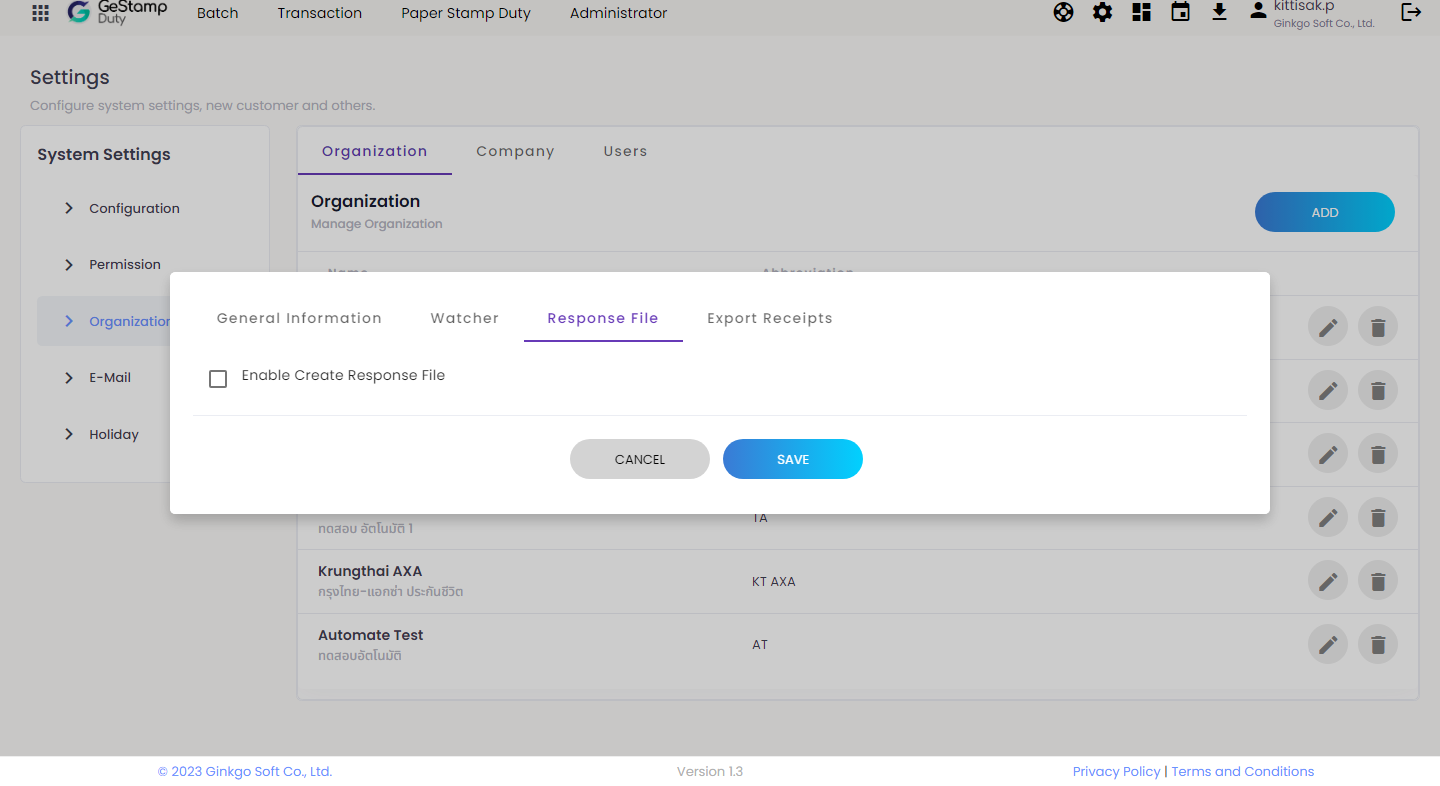 GeStamp
Duty
Batch
Transaction
Paper Stamp Duty
Administrator
kittisak.p
Ginkgo Soft Co., Ltd.
Settings
Configure system settings, new customer and others.
System Settings
Configuration
Permission
Organization
E-Mail
Holiday
Organization
Company
Users
Organization
Manage Organization
ADD
Name
Abbreviation
General Information
Watcher
Response File
Export Receipts
Enable Create Response File
CANCEL
SAVE
ทดสอบ อัตโนมัติ 1
TA
Krungthai AXA
กรุงไทย-แอกซ่า ประกันชีวิต
KT AXA
Automate Test
ทดสอบอัตโนมัติ
AT
© 2023 Ginkgo Soft Co., Ltd.
Version 1.3
Privacy Policy | Terms and Conditions